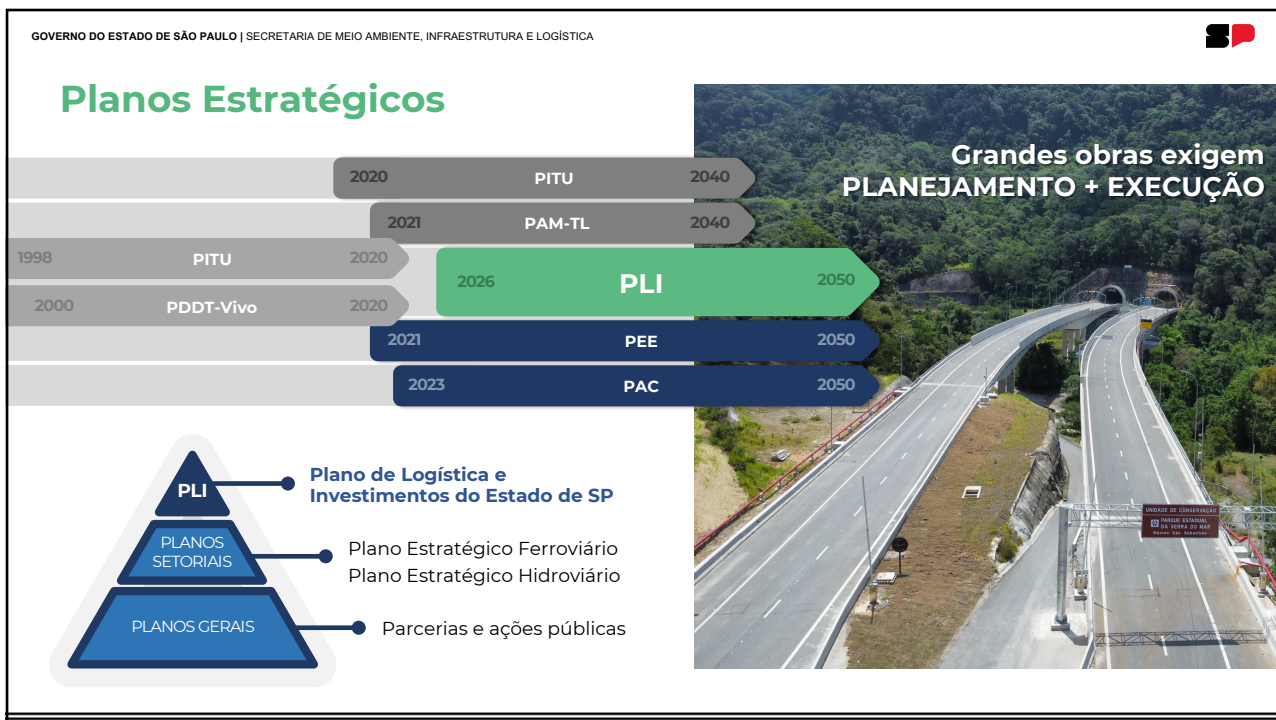 GOVERNO DO ESTADO DE SÃO PAULO | SECRETARIA DE MEIO AMBIENTE, INFRAESTRUTURA E LOGÍSTICA
SP
Planos Estratégicos
Grandes obras exigem
PLANEJAMENTO + EXECUÇÃO
2020 PITU 2040
2021 PAM-TL 2040
1998 PITU 2020
2026 PLI 2050
2000 PDDT-Vivo 2020
2021 PEE 2050
2023 PAC 2050
PLI
Plano de Logística e
Investimentos do Estado de SP
PLANOS
SETORIAIS
Plano Estratégico Ferroviário
Plano Estratégico Hidroviário
PLANOS GERAIS
Parcerias e ações públicas
UNIDADE DE CONSERVAÇÃO
PARQUE ESTADUAL
DA SERRA DO MAR
Núcleo São Sebastião